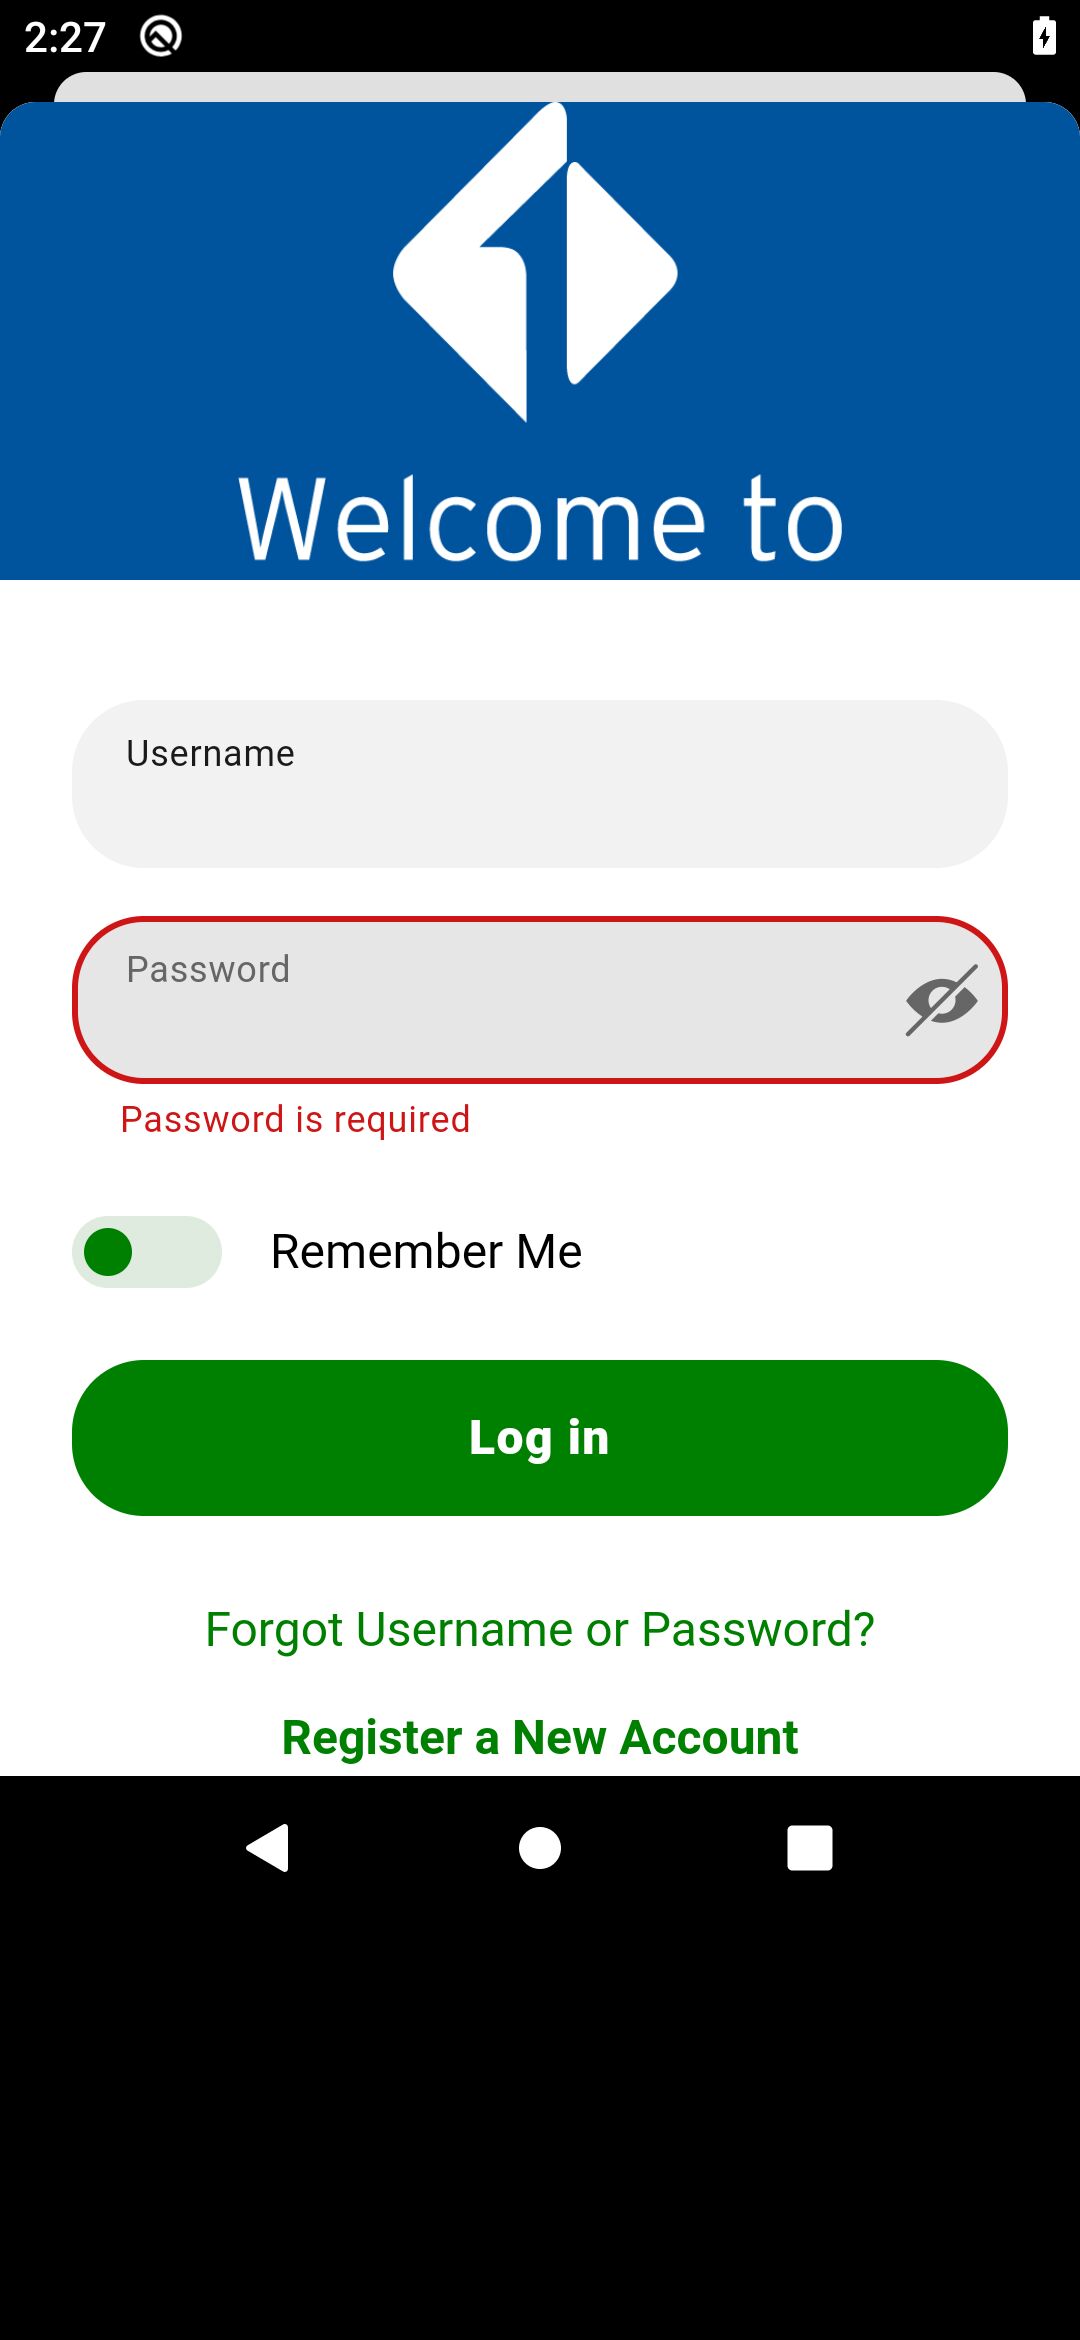 2:27
Welcome to
Username
Password
Password is required
Remember Me
Log in
Forgot Username or Password?
Register a New Account